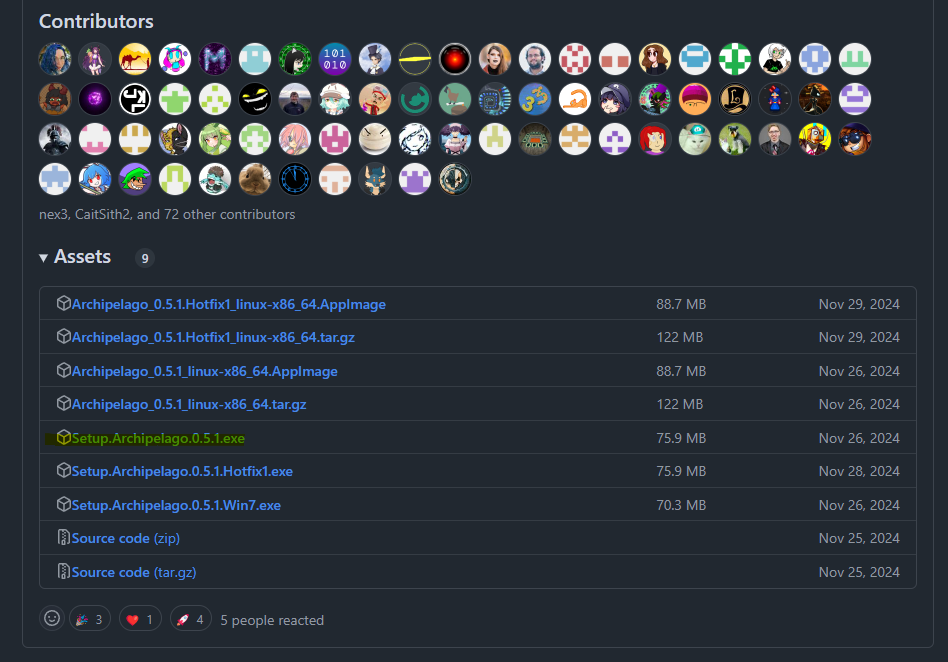 Contributors
101
010
nex3, CaitSith2, and 72 other contributors
Assets 9
Archipelago_0.5.1.Hotfix1_linux-x86_64.AppImage 88.7 MB Nov 29, 2024
Archipelago_0.5.1.Hotfix1_linux-x86_64.tar.gz 122 MB Nov 29, 2024
Archipelago_0.5.1_linux-x86_64.AppImage 88.7 MB Nov 26, 2024
Archipelago_0.5.1_linux-x86_64.tar.gz 122 MB Nov 26, 2024
Setup.Archipelago.0.5.1.exe 75.9 MB Nov 26, 2024
Setup.Archipelago.0.5.1.Hotfix1.exe 75.9 MB Nov 28, 2024
Setup.Archipelago.0.5.1.Win7.exe 70.3 MB Nov 26, 2024
Source code (zip) Nov 25, 2024
Source code (tar.gz) Nov 25, 2024
3 1 4 5 people reacted